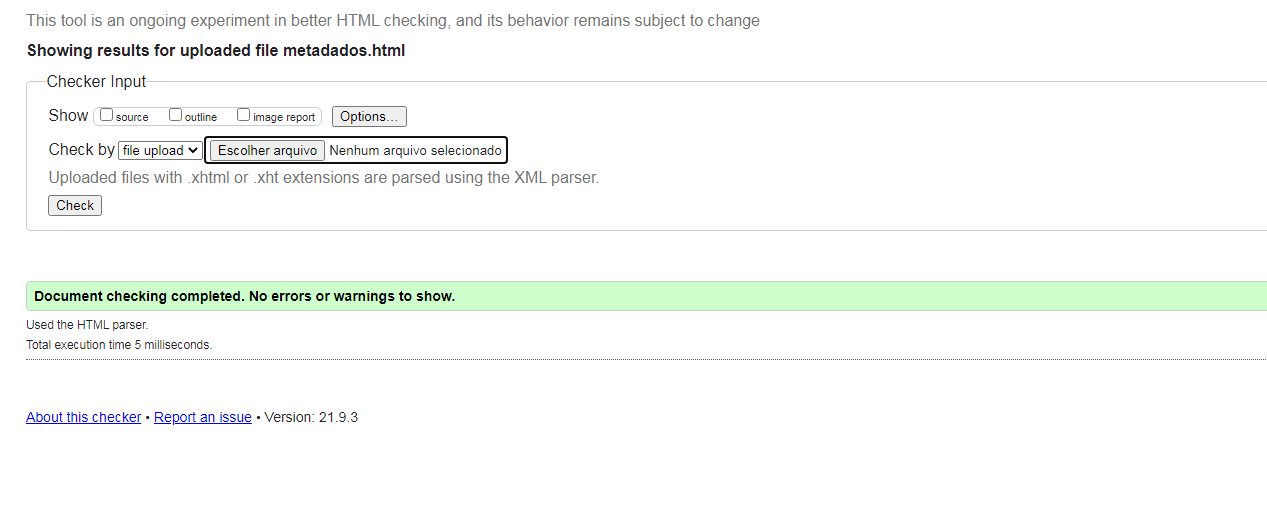 This tool is an ongoing experiment in better HTML checking, and its behavior remains subject to change
Showing results for uploaded file metadados.html
Checker Input
Show source outline image report Options...
Check by file upload Escolher arquivo Nenhum arquivo selecionado
Uploaded files with .xhtml or .xht extensions are parsed using the XML parser.
Check
Document checking completed. No errors or warnings to show.
Used the HTML parser.
Total execution time 5 milliseconds.
About this checker • Report an issue • Version: 21.9.3